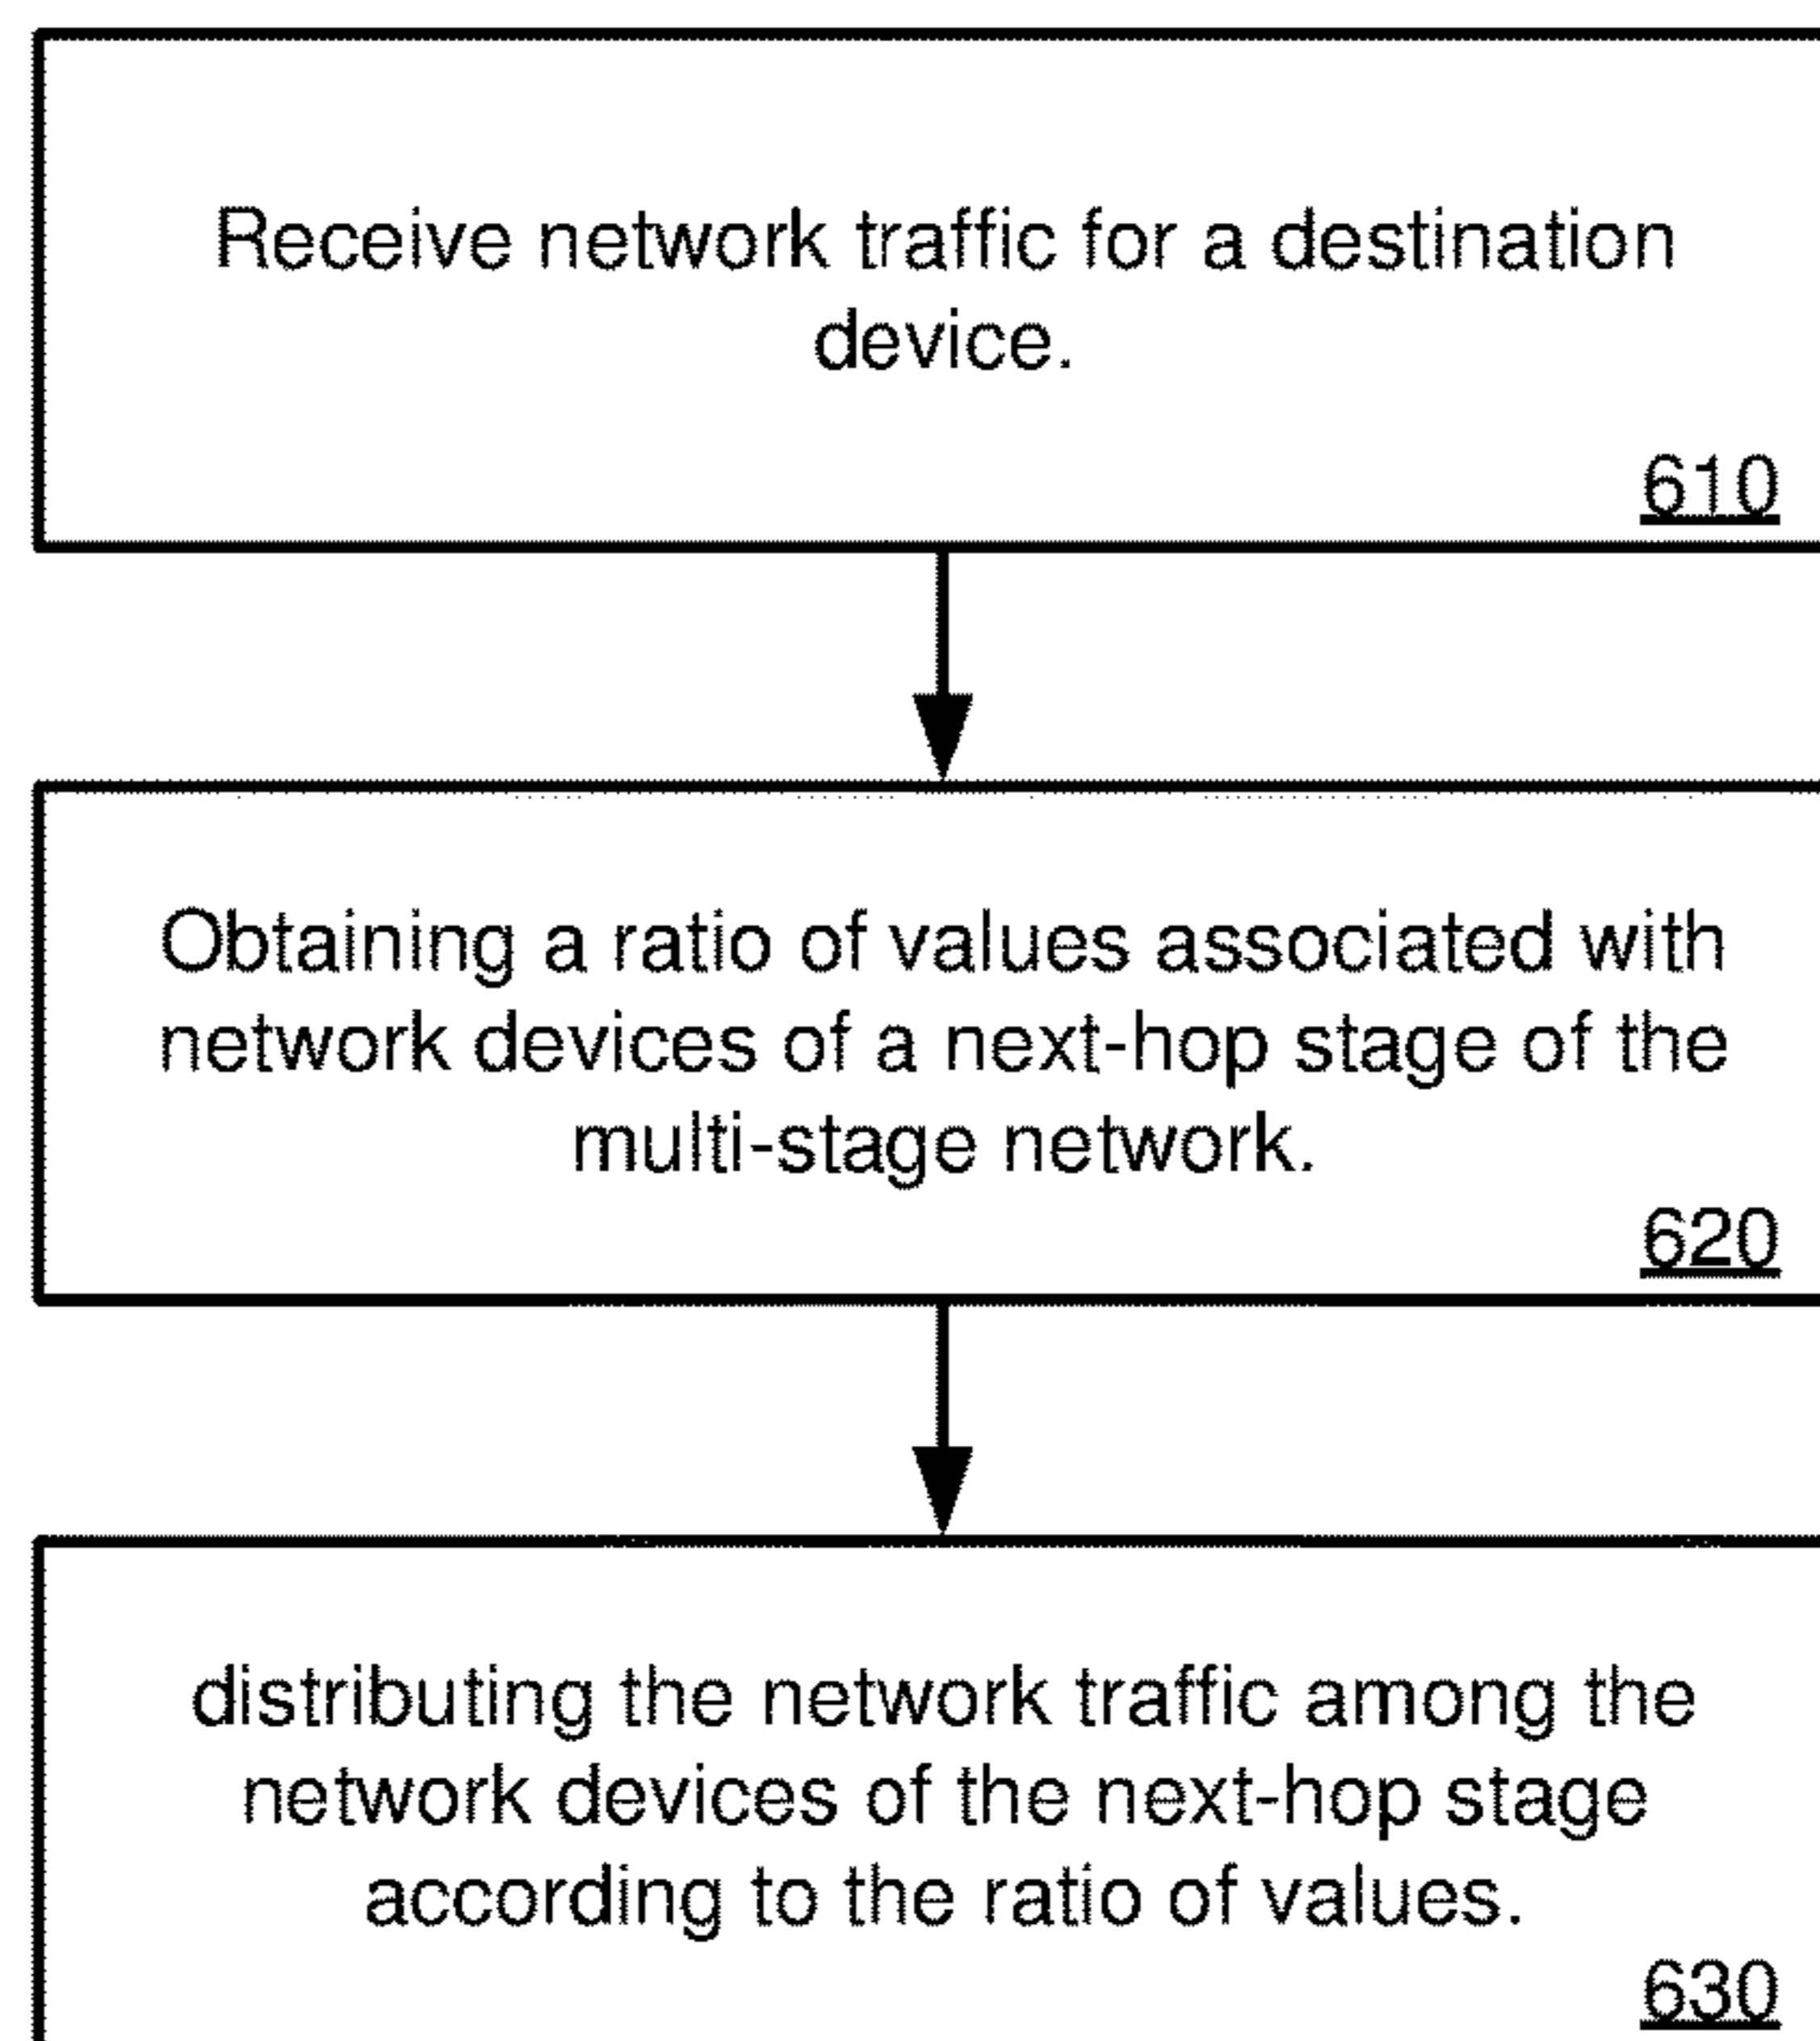 Receive network traffic for a destination
device.
610
Obtaining a ratio of values associated with
network devices of a next-hop stage of the
multi-stage network.
620
distributing the network traffic among the
network devices of the next-hop stage
according to the ratio of values.
630